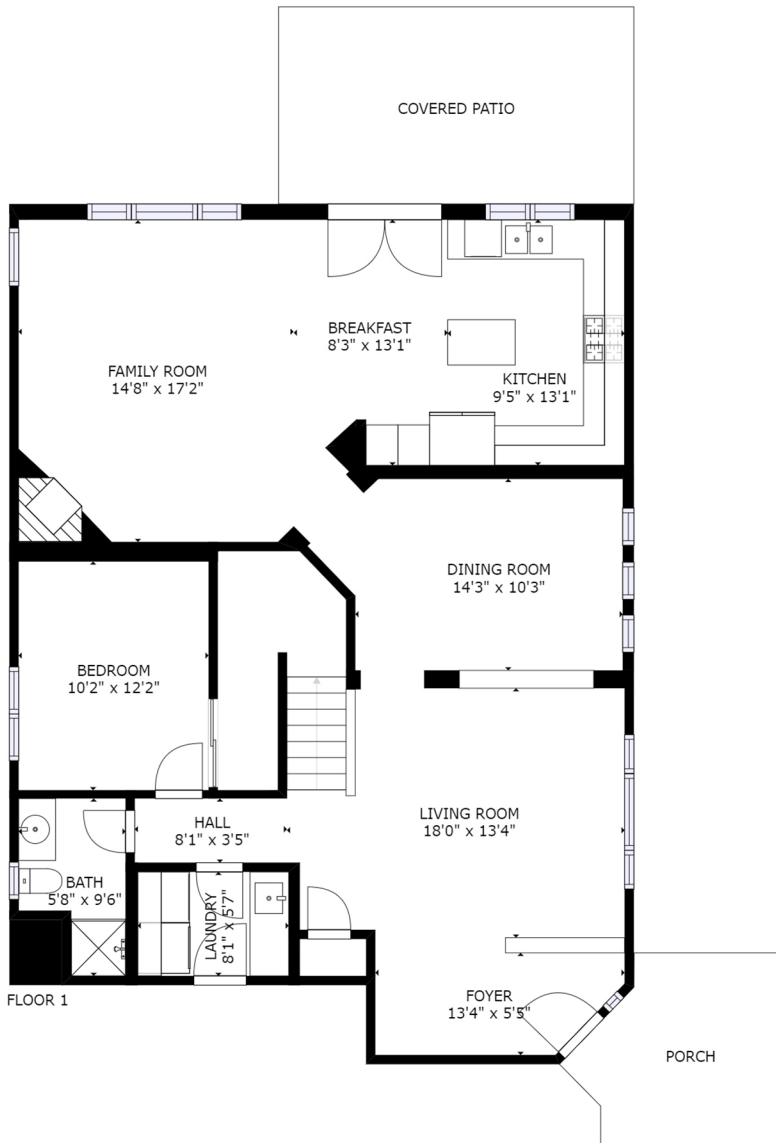 COVERED PATIO
BREAKFAST
8'3" x 13'1"
FAMILY ROOM
14'8" x 17'2"
KITCHEN
9'5" x 13'1"
DINING ROOM
14'3" x 10'3"
BEDROOM
10'2" x 12'2"
LIVING ROOM
18'0" x 13'4"
HALL
8'1" x 3'5"
BATH
5'8" x 9'6"
LAUNDRY
8'1" x 5'7"
FLOOR 1
FOYER
13'4" x 5'5"
PORCH